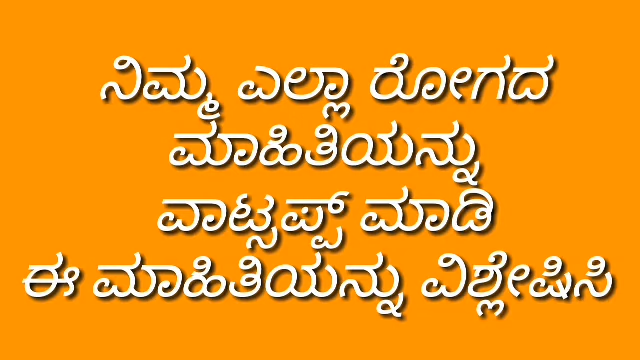 ನಿಮ್ಮ ಎಲ್ಲಾ ರೋಗದ
ಮಾಹಿತಿಯನ್ನು
ವಾಟ್ಸಪ್ಪ್ ಮಾಡಿ
ಈ ಮಾಹಿತಿಯನ್ನು ವಿಶ್ಲೇಷಿಸಿ